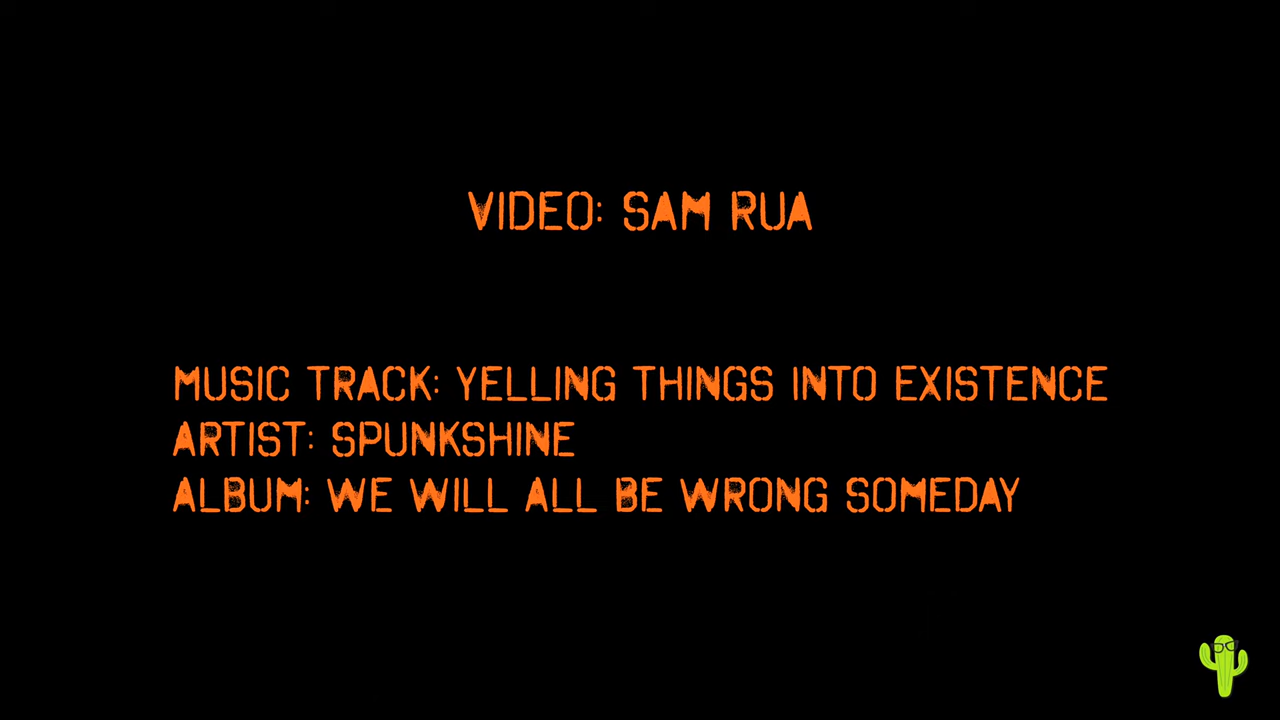 VIDEO: SAM RUA
MUSIC TRACK: YELLING THINGS INTO EXISTENCE
ARTIST: SPUNKSHINE
ALBUM: WE WILL ALL BE WRONG SOMEDAY